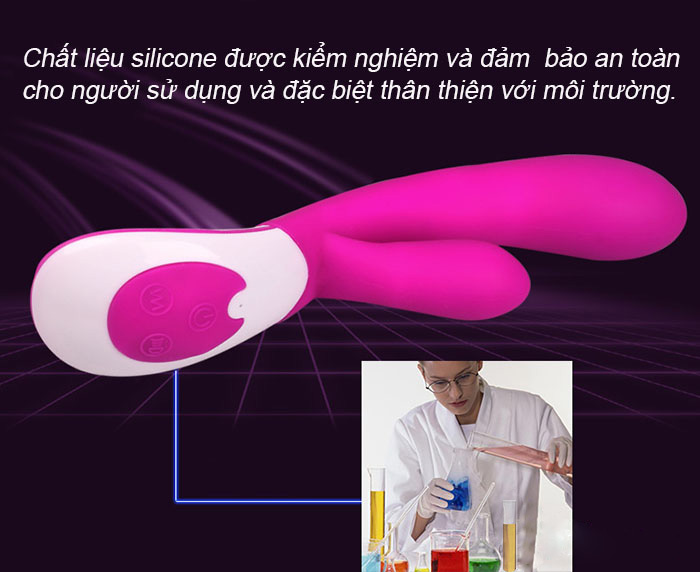 Chất liệu silicone được kiểm nghiệm và đảm bảo an toàn
cho người sử dụng và đặc biệt thân thiện với môi trường.